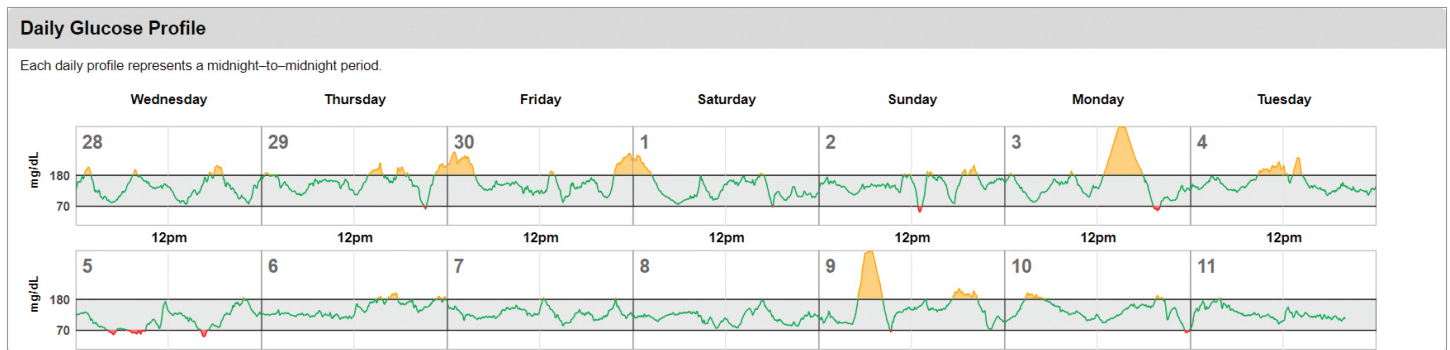 Daily Glucose Profile
Each daily profile represents a midnight–to–midnight period.
Wednesday Thursday Friday Saturday Sunday Monday Tuesday
28 29 30 1 2 3 4
mg/dL
180
70
12pm 12pm 12pm 12pm 12pm 12pm 12pm
5 6 7 8 9 10 11
mg/dL
180
70